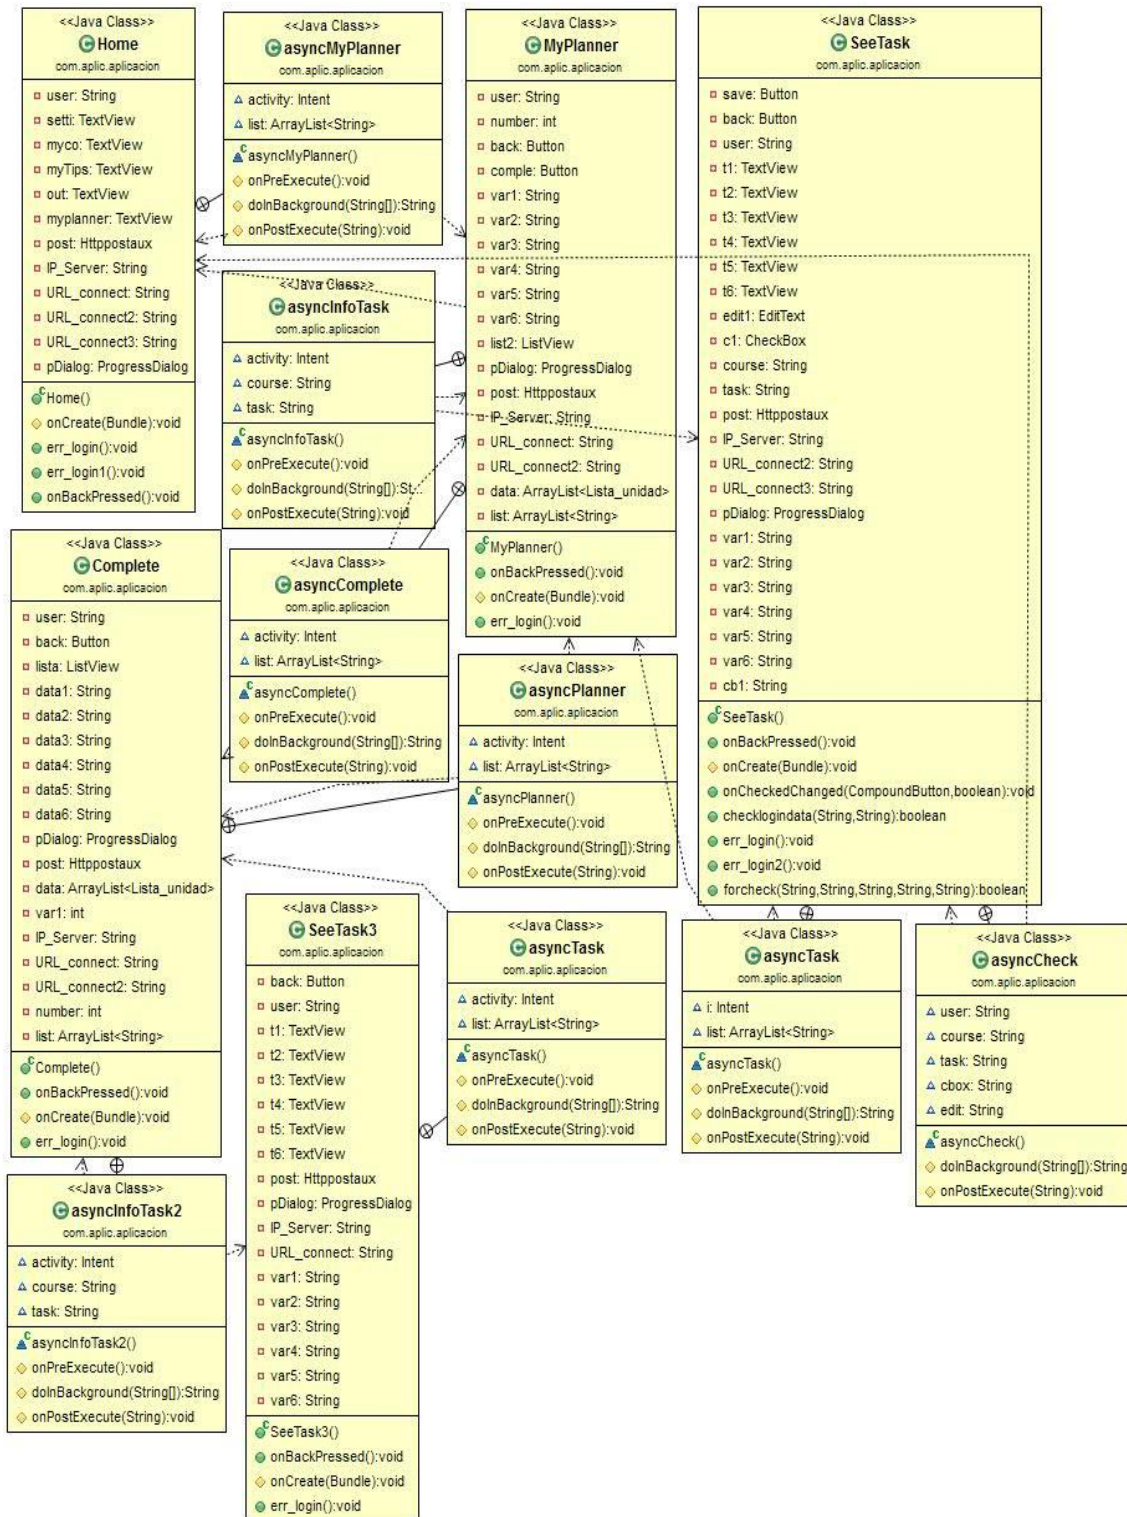 <<Java Class>>
Home
com.aplic.aplicacion
user: String
setti: TextView
myco: TextView
myTips: TextView
out: TextView
myplanner: TextView
post: Httppostaux
IP_Server: String
URL_connect: String
URL_connect2: String
URL_connect3: String
pDialog: ProgressDialog
Home()
onCreate(Bundle):void
err_login():void
err_login1():void
onBackPressed():void
<<Java Class>>
asyncMyPlanner
com.aplic.aplicacion
activity: Intent
list: ArrayList<String>
asyncMyPlanner()
onPreExecute():void
doInBackground(String[]):String
onPostExecute(String):void
<<Java Class>>
asyncInfoTask
com.aplic.aplicacion
activity: Intent
course: String
task: String
asyncInfoTask()
onPreExecute():void
doInBackground(String[]):St...
onPostExecute(String):void
<<Java Class>>
MyPlanner
com.aplic.aplicacion
user: String
number: int
back: Button
comple: Button
var1: String
var2: String
var3: String
var4: String
var5: String
var6: String
list2: ListView
pDialog: ProgressDialog
post: Httppostaux
IP_Server: String
URL_connect: String
URL_connect2: String
data: ArrayList<Lista_unidad>
list: ArrayList<String>
MyPlanner()
onBackPressed():void
onCreate(Bundle):void
err_login():void
<<Java Class>>
SeeTask
com.aplic.aplicacion
save: Button
back: Button
user: String
t1: TextView
t2: TextView
t3: TextView
t4: TextView
t5: TextView
t6: TextView
edit1: EditText
c1: CheckBox
course: String
task: String
post: Httppostaux
IP_Server: String
URL_connect2: String
URL_connect3: String
pDialog: ProgressDialog
var1: String
var2: String
var3: String
var4: String
var5: String
var6: String
cb1: String
SeeTask()
onBackPressed():void
onCreate(Bundle):void
onCheckedChanged(CompoundButton,boolean):void
checklogindata(String,String):boolean
err_login():void
err_login2():void
forcheck(String,String,String,String,String):boolean
<<Java Class>>
Complete
com.aplic.aplicacion
user: String
back: Button
lista: ListView
data1: String
data2: String
data3: String
data4: String
data5: String
data6: String
pDialog: ProgressDialog
post: Httppostaux
data: ArrayList<Lista_unidad>
var1: int
IP_Server: String
URL_connect: String
URL_connect2: String
number: int
list: ArrayList<String>
Complete()
onBackPressed():void
onCreate(Bundle):void
err_login():void
<<Java Class>>
asyncComplete
com.aplic.aplicacion
activity: Intent
list: ArrayList<String>
asyncComplete()
onPreExecute():void
doInBackground(String[]):String
onPostExecute(String):void
<<Java Class>>
asyncPlanner
com.aplic.aplicacion
activity: Intent
list: ArrayList<String>
asyncPlanner()
onPreExecute():void
doInBackground(String[]):String
onPostExecute(String):void
<<Java Class>>
SeeTask3
com.aplic.aplicacion
back: Button
user: String
t1: TextView
t2: TextView
t3: TextView
t4: TextView
t5: TextView
t6: TextView
post: Httppostaux
pDialog: ProgressDialog
IP_Server: String
URL_connect: String
var1: String
var2: String
var3: String
var4: String
var5: String
var6: String
SeeTask3()
onBackPressed():void
onCreate(Bundle):void
err_login():void
<<Java Class>>
asyncTask
com.aplic.aplicacion
activity: Intent
list: ArrayList<String>
asyncTask()
onPreExecute():void
doInBackground(String[]):String
onPostExecute(String):void
<<Java Class>>
asyncTask
com.aplic.aplicacion
i: Intent
list: ArrayList<String>
asyncTask()
onPreExecute():void
doInBackground(String[]):String
onPostExecute(String):void
<<Java Class>>
asyncCheck
com.aplic.aplicacion
user: String
course: String
task: String
cbox: String
edit: String
asyncCheck()
doInBackground(String[]):String
onPostExecute(String):void
<<Java Class>>
asyncInfoTask2
com.aplic.aplicacion
activity: Intent
course: String
task: String
asyncInfoTask2()
onPreExecute():void
doInBackground(String[]):String
onPostExecute(String):void